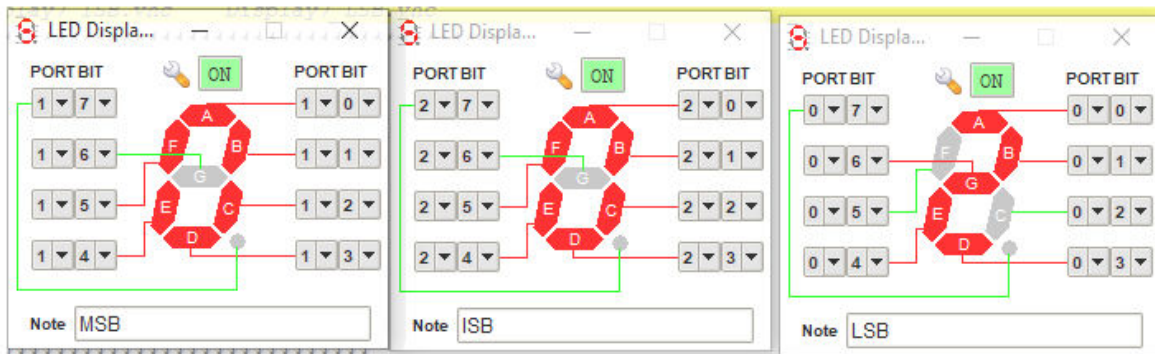 LED Displa...
PORT BIT
ON
PORT BIT
1 7
1 0
1 6
1 1
1 5
1 2
1 4
1 3
A
F
B
G
E
C
D
Note MSB
LED Displa...
PORT BIT
ON
PORT BIT
2 7
2 0
2 6
2 1
2 5
2 2
2 4
2 3
A
F
B
G
E
C
D
Note ISB
LED Displa...
PORT BIT
ON
PORT BIT
0 7
0 0
0 6
0 1
0 5
0 2
0 4
0 3
A
F
B
G
E
C
D
Note LSB